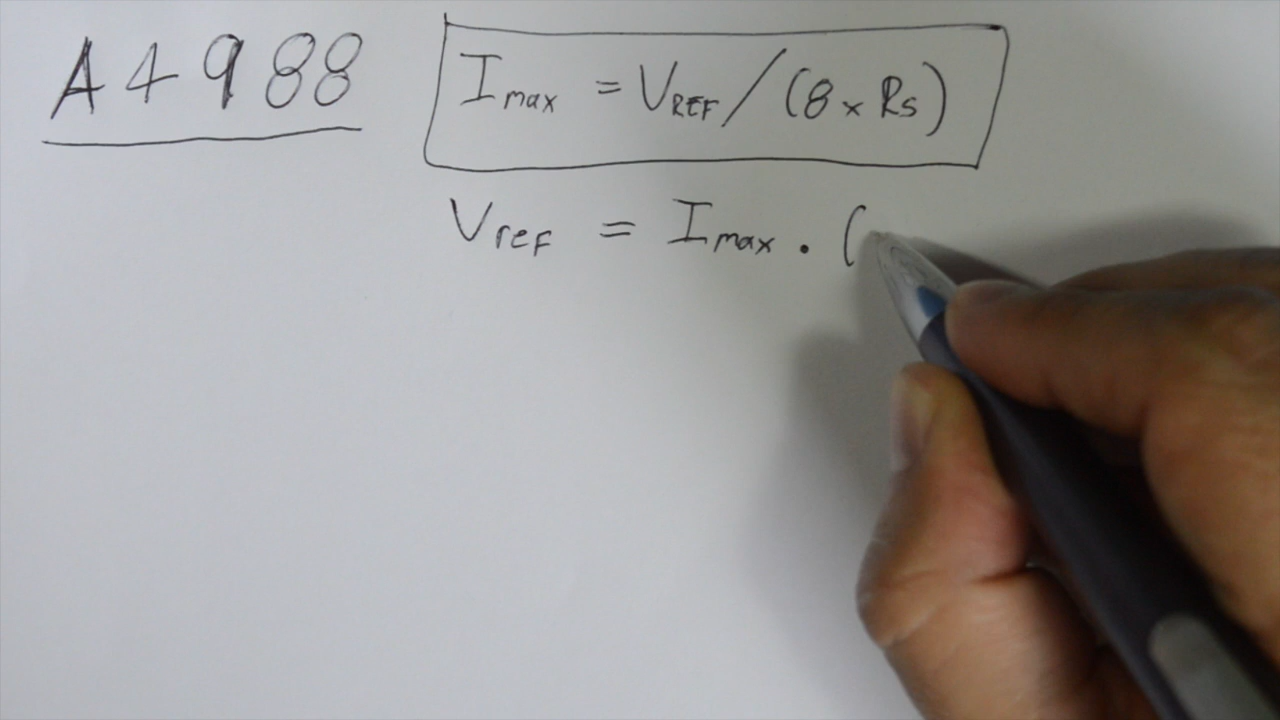 A4988
Imax = VREF / (8 x Rs)
Vref = Imax . (